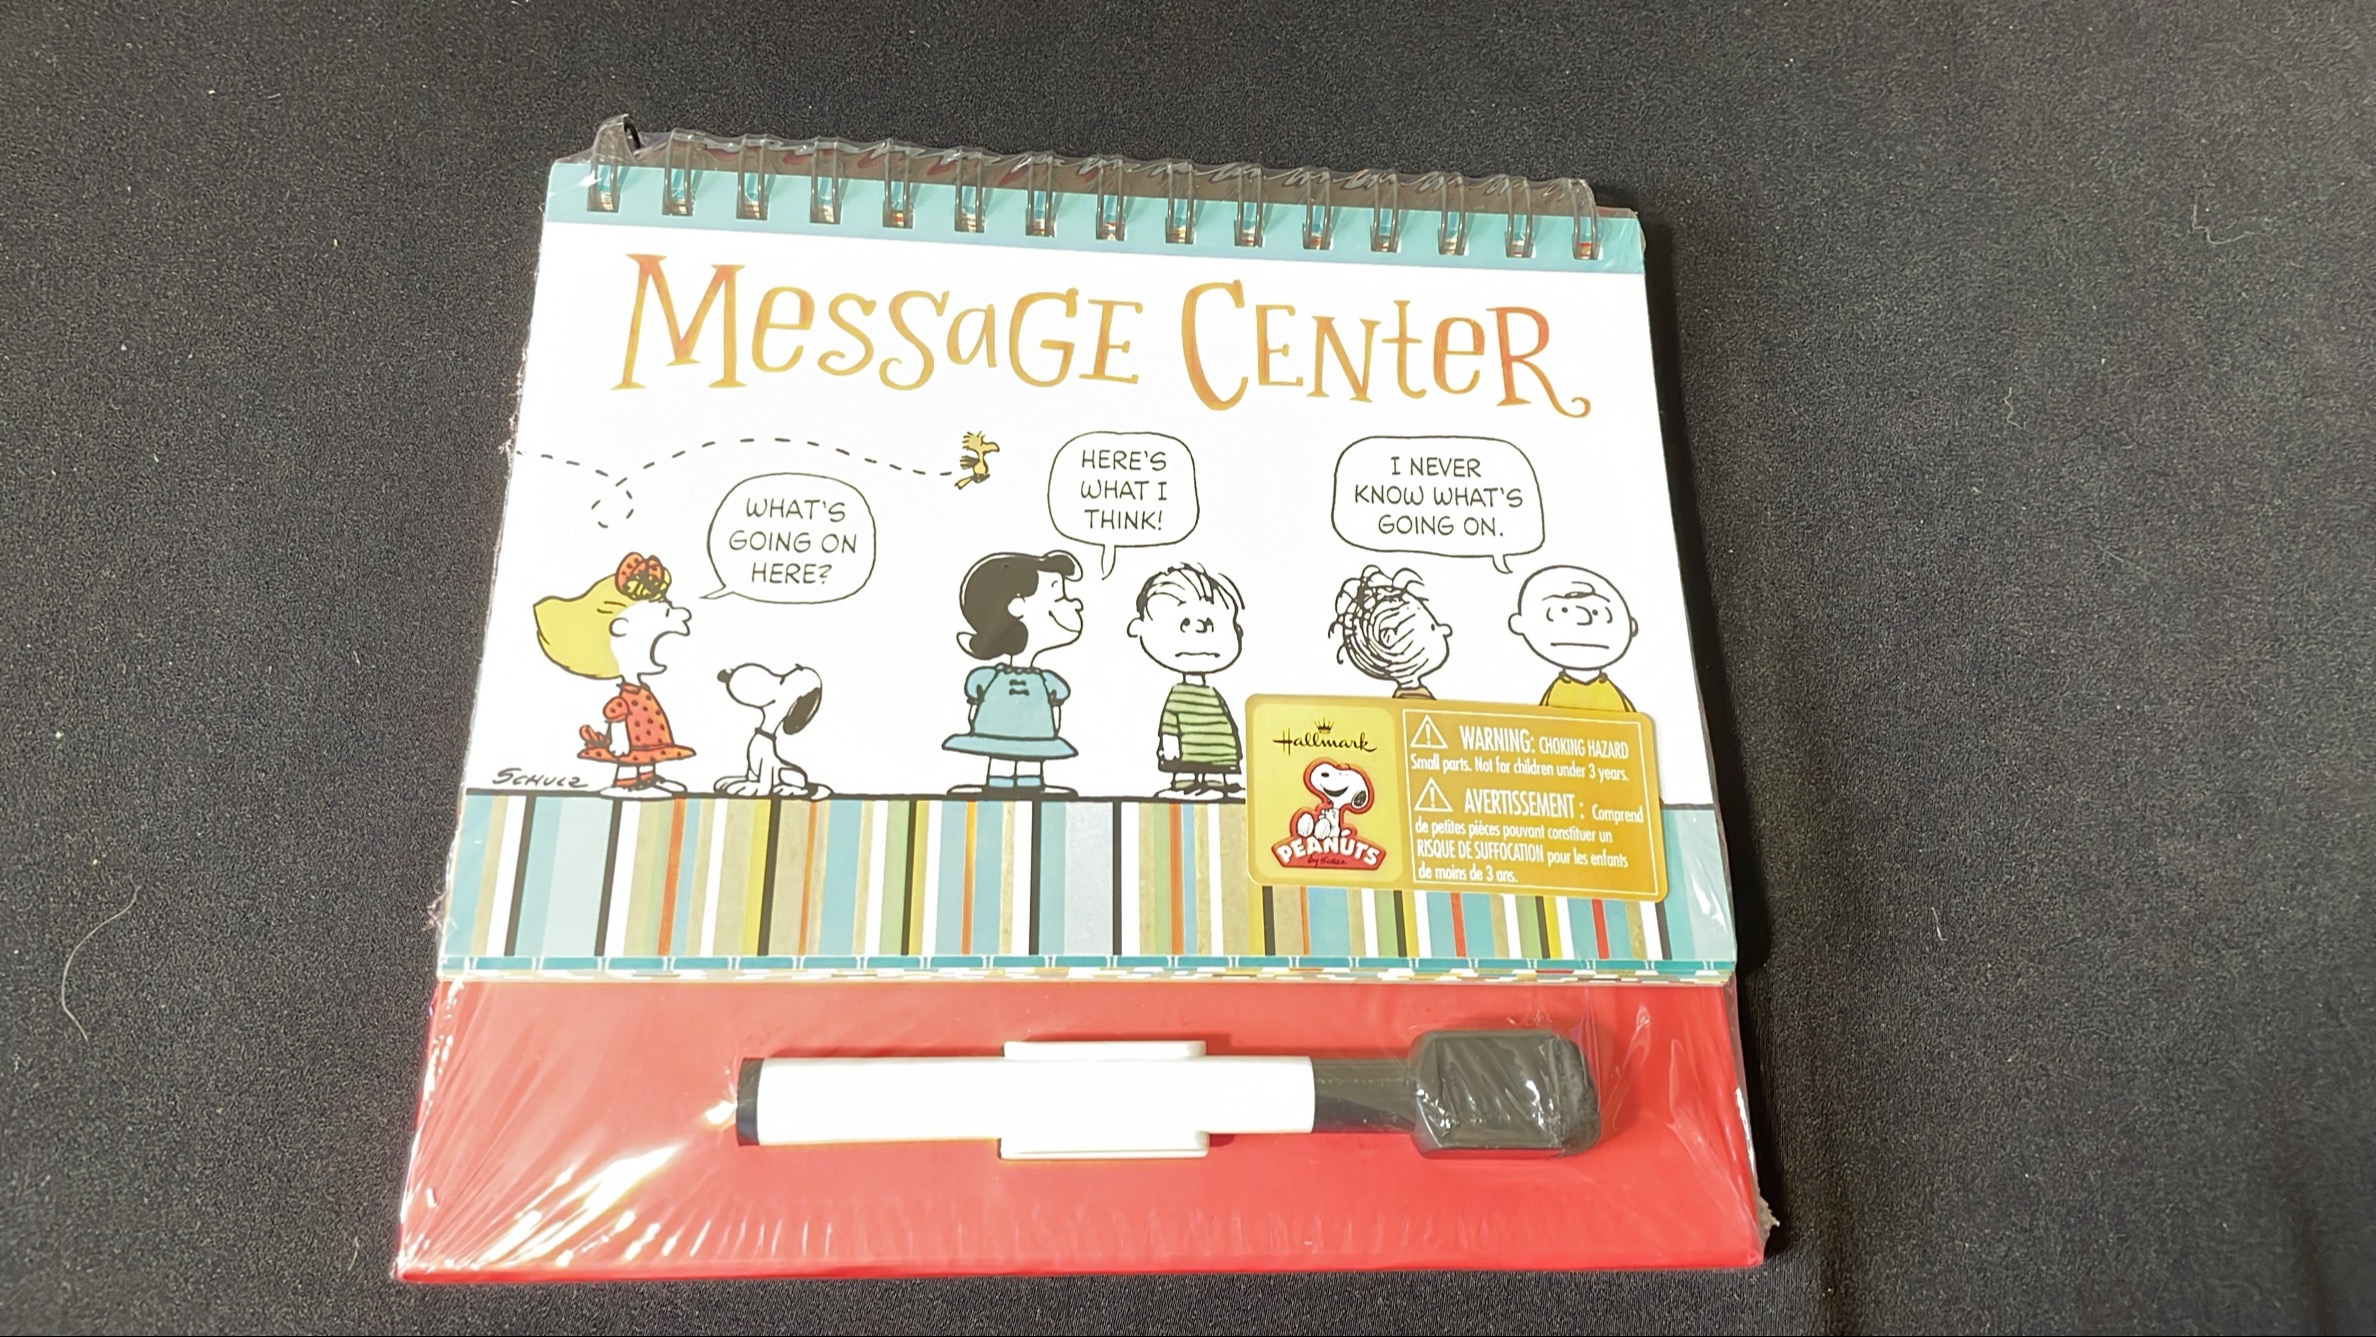 MessaGE CENteR
WHAT'S
GOING ON
HERE?
HERE'S
WHAT I
THINK!
I NEVER
KNOW WHAT'S
GOING ON.
SCHULZ
Hallmark
PEANUTS
by Schulz
WARNING: CHOKING HAZARD
Small parts. Not for children under 3 years.
AVERTISSEMENT : Comprend
de petites pièces pouvant constituer un
RISQUE DE SUFFOCATION pour les enfants
de moins de 3 ans.